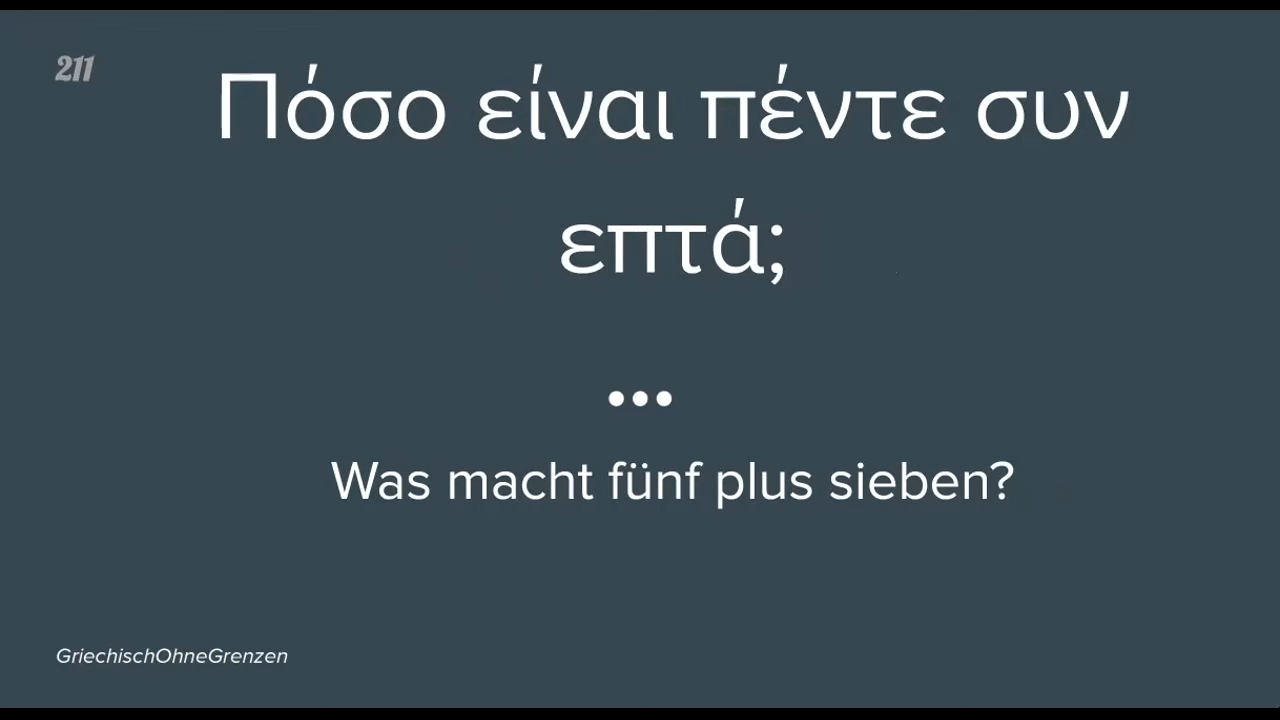 211
Πόσο είναι πέντε συν
επτά;
...
Was macht fünf plus sieben?
GriechischOhneGrenzen